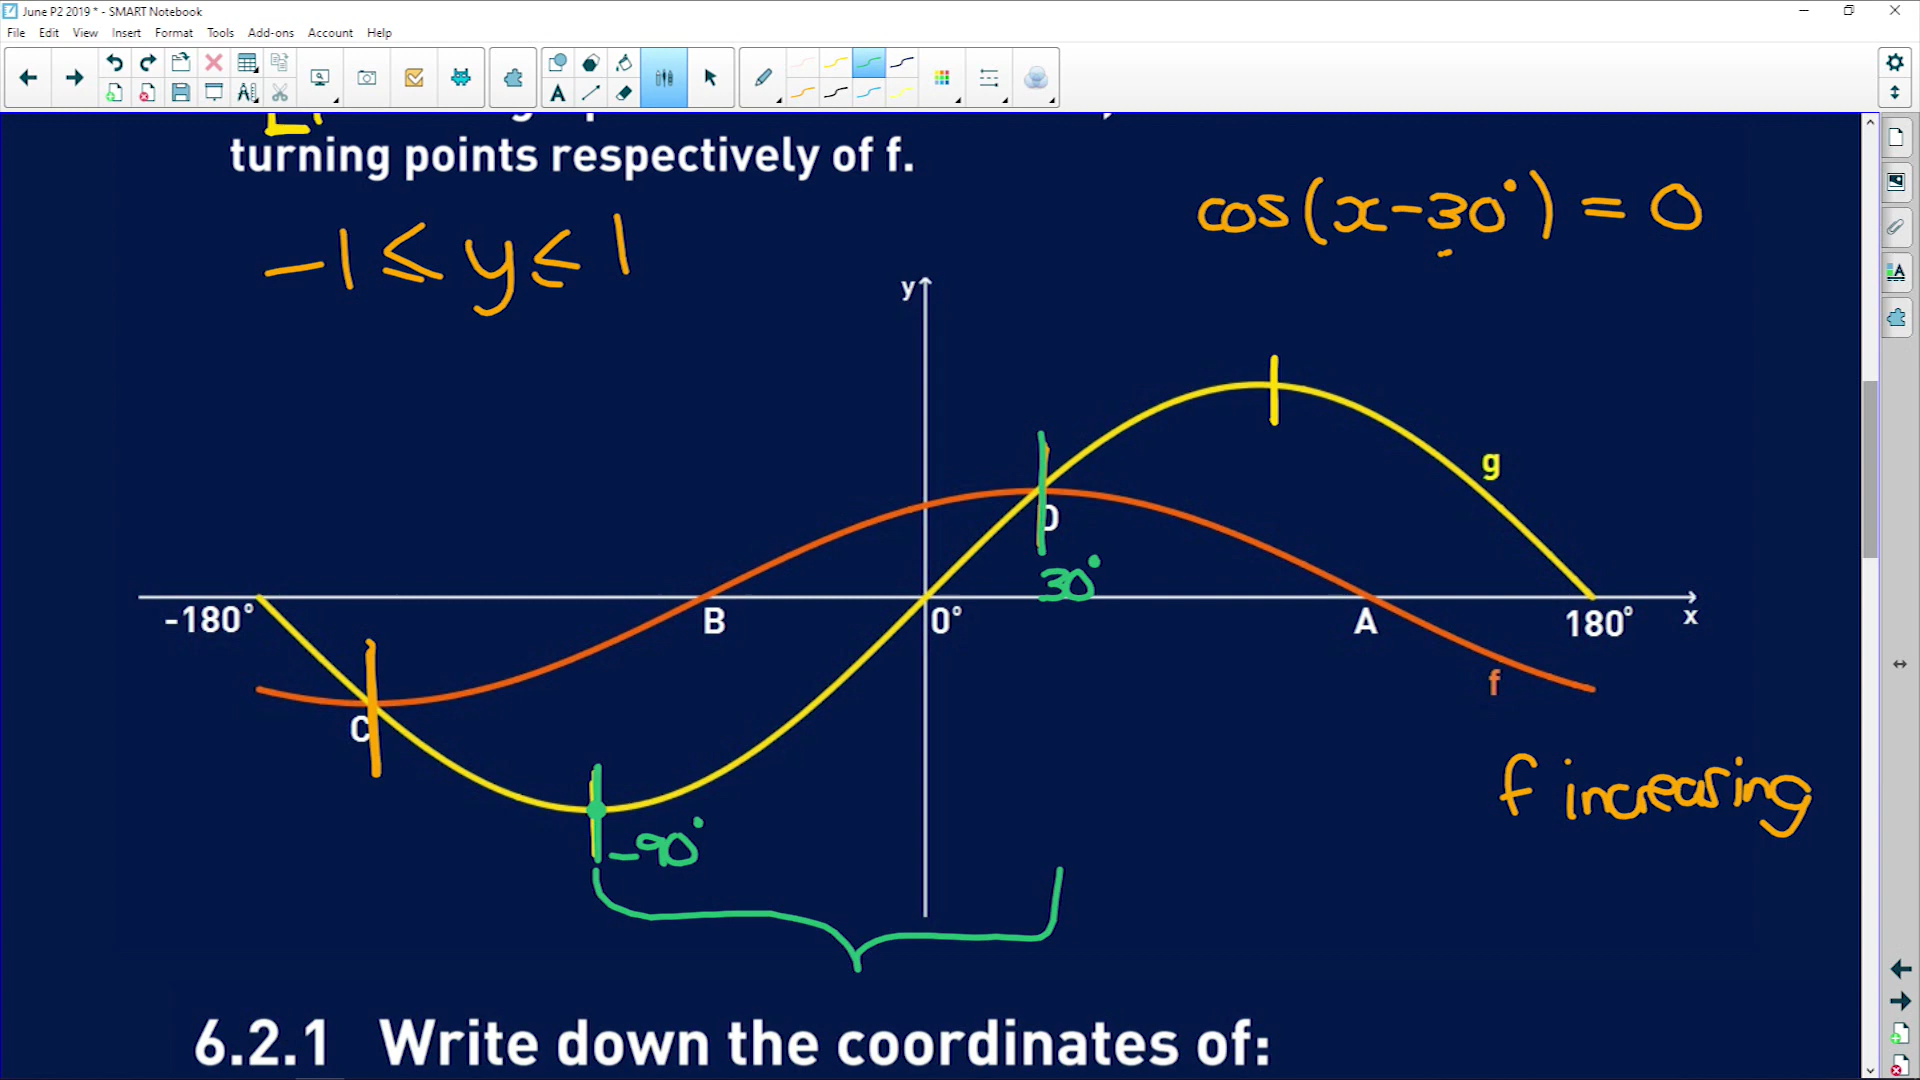 June P2 2019 * - SMART Notebook
File Edit View Insert Format Tools Add-ons Account Help
turning points respectively of f.
cos(x-30°) = 0
-1 ≤ y ≤ 1
y
g
D
30°
-180° B 0° A 180° x
f
C
f increasing
-90°
6.2.1 Write down the coordinates of: